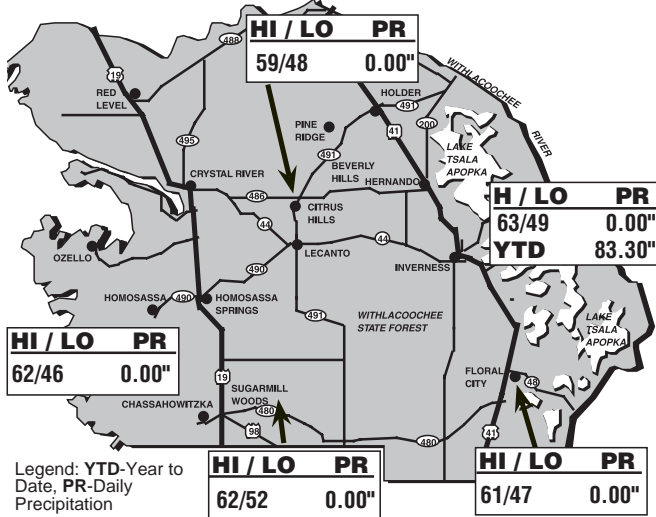 HI / LO PR
59/48 0.00"
488
19
RED
LEVEL
WITHLACOOCHEE
RIVER
HOLDER
491
41
200
PINE
RIDGE
495
491
LAKE
TSALA
APOPKA
BEVERLY
HILLS
CRYSTAL RIVER
HERNANDO
486
H / LO PR
63/49 0.00"
YTD 83.30"
CITRUS
HILLS
44
44
LECANTO
OZELLO
INVERNESS
490
HOMOSASSA
490
HOMOSASSA
SPRINGS
491
WITHLACOOCHEE
STATE FOREST
LAKE
TSALA
APOPKA
HI / LO PR
62/46 0.00"
19
SUGARMILL
WOODS
FLORAL
CITY
48
CHASSAHOWITZKA
480
98
480
41
Legend: YTD-Year to
Date, PR-Daily
Precipitation
HI / LO PR
62/52 0.00"
HI / LO PR
61/47 0.00"